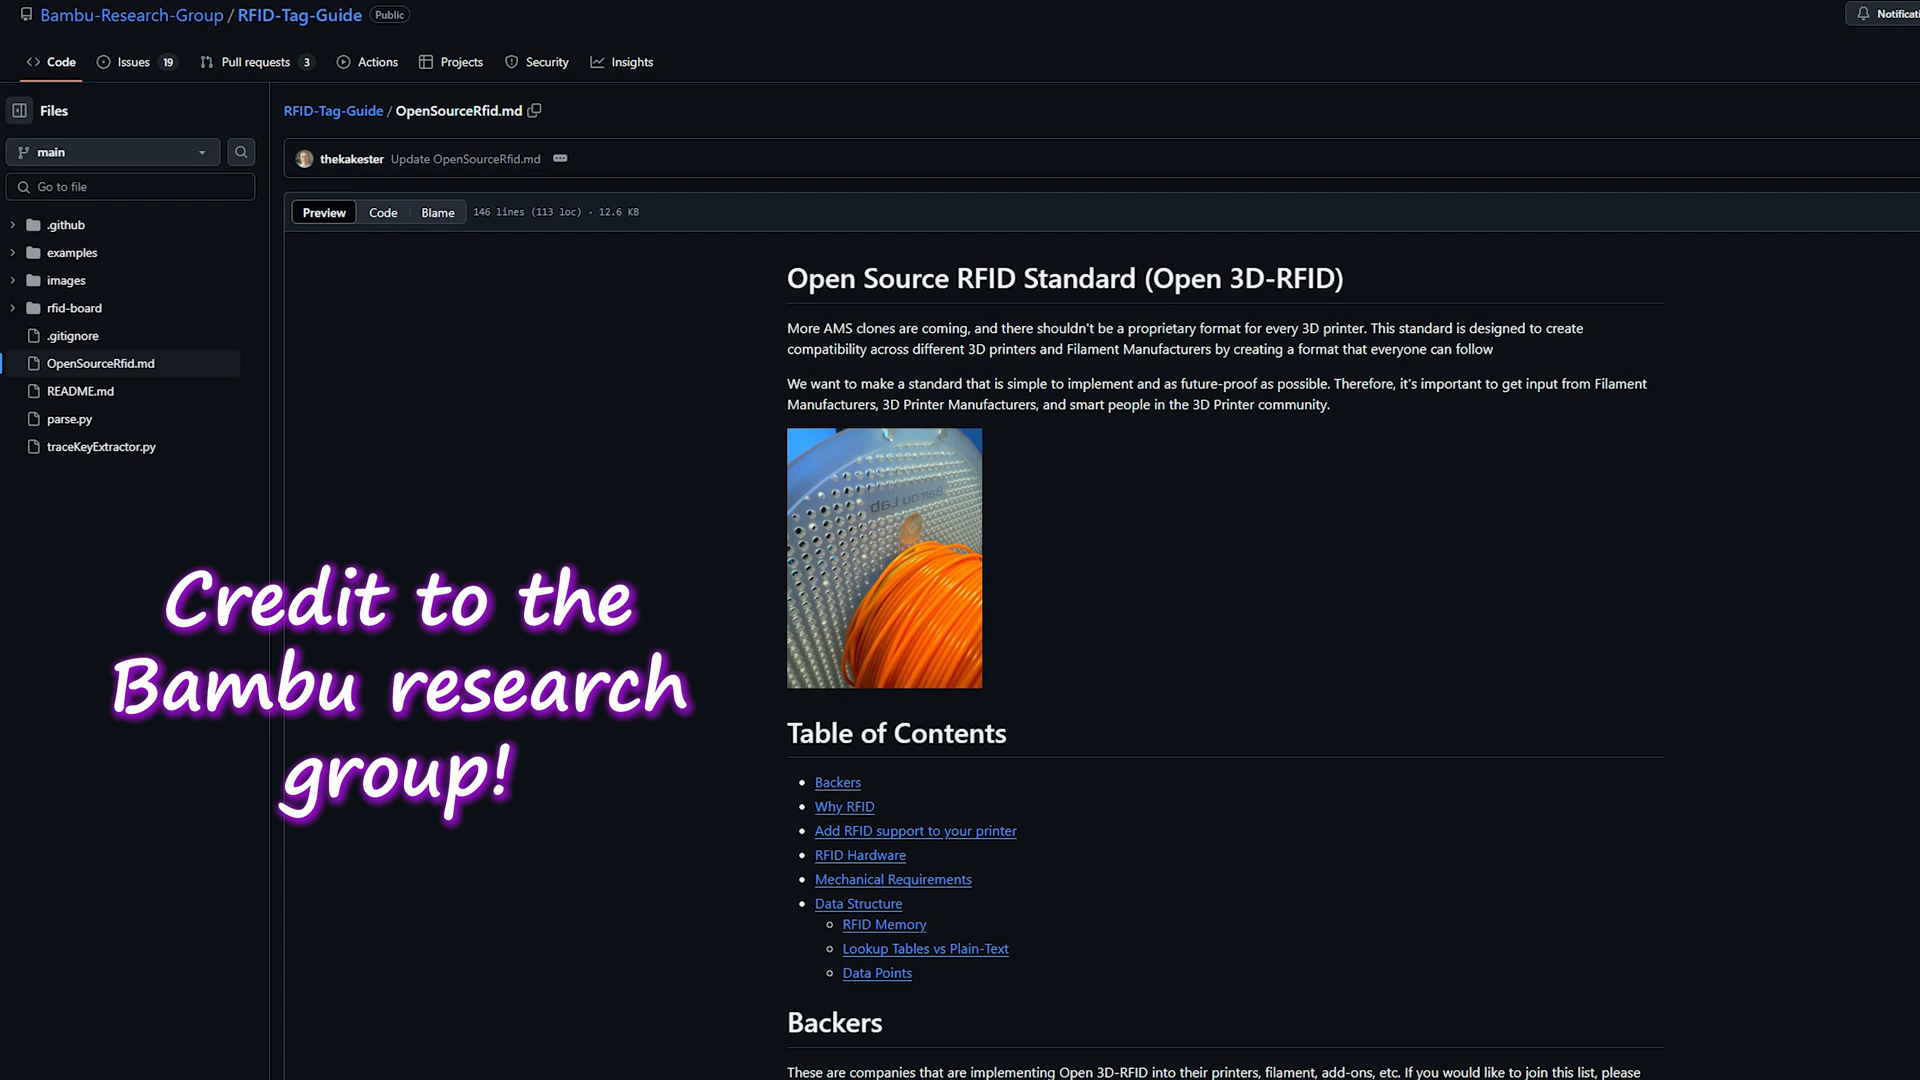 Bambu-Research-Group / RFID-Tag-Guide Public
Notificati
Code Issues 19 Pull requests 3 Actions Projects Security Insights
Files
main
Go to file
.github
examples
images
rfid-board
.gitignore
OpenSourceRfid.md
README.md
parse.py
traceKeyExtractor.py
RFID-Tag-Guide / OpenSourceRfid.md
thekakester Update OpenSourceRfid.md
Preview Code Blame 146 lines (113 loc) · 12.6 KB
Open Source RFID Standard (Open 3D-RFID)
More AMS clones are coming, and there shouldn't be a proprietary format for every 3D printer. This standard is designed to create
compatibility across different 3D printers and Filament Manufacturers by creating a format that everyone can follow
We want to make a standard that is simple to implement and as future-proof as possible. Therefore, it's important to get input from Filament
Manufacturers, 3D Printer Manufacturers, and smart people in the 3D Printer community.
Bambu Lab
Credit to the
Bambu research
group!
Table of Contents
Backers
Why RFID
Add RFID support to your printer
RFID Hardware
Mechanical Requirements
Data Structure
RFID Memory
Lookup Tables vs Plain-Text
Data Points
Backers
These are companies that are implementing Open 3D-RFID into their printers, filament, add-ons, etc. If you would like to join this list, please